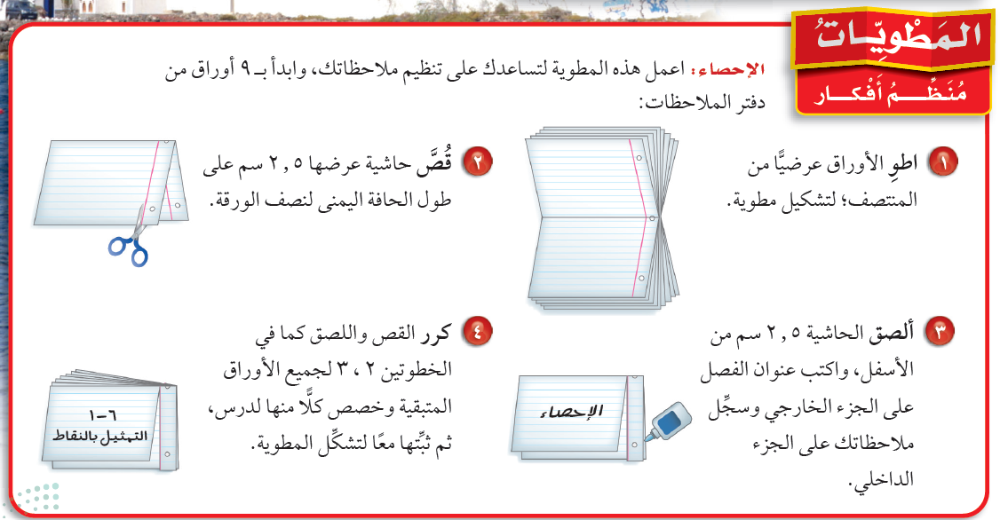 المَطْويّاتُ
مُنَظِّمُ أَفْكار
الإحصاء: اعمل هذه المطوية لتساعدك على تنظيم ملاحظاتك، وابدأ بـ ٩ أوراق من
دفتر الملاحظات:
١ اطوِ الأوراق عرضيًّا من
المنتصف؛ لتشكيل مطوية.
٢ قُصَّ حاشية عرضها ٢٫٥ سم على
طول الحافة اليمنى لنصف الورقة.
٣ ألصق الحاشية ٢٫٥ سم من
الأسفل، واكتب عنوان الفصل
على الجزء الخارجي وسجِّل
ملاحظاتك على الجزء
الداخلي.
الإحصاء
٤ كرر القص واللصق كما في
الخطوتين ٢ ، ٣ لجميع الأوراق
المتبقية وخصص كلًّا منها لدرس،
ثم ثبِّتها معًا لتشكِّل المطوية.
٦-١
التمثيل بالنقاط